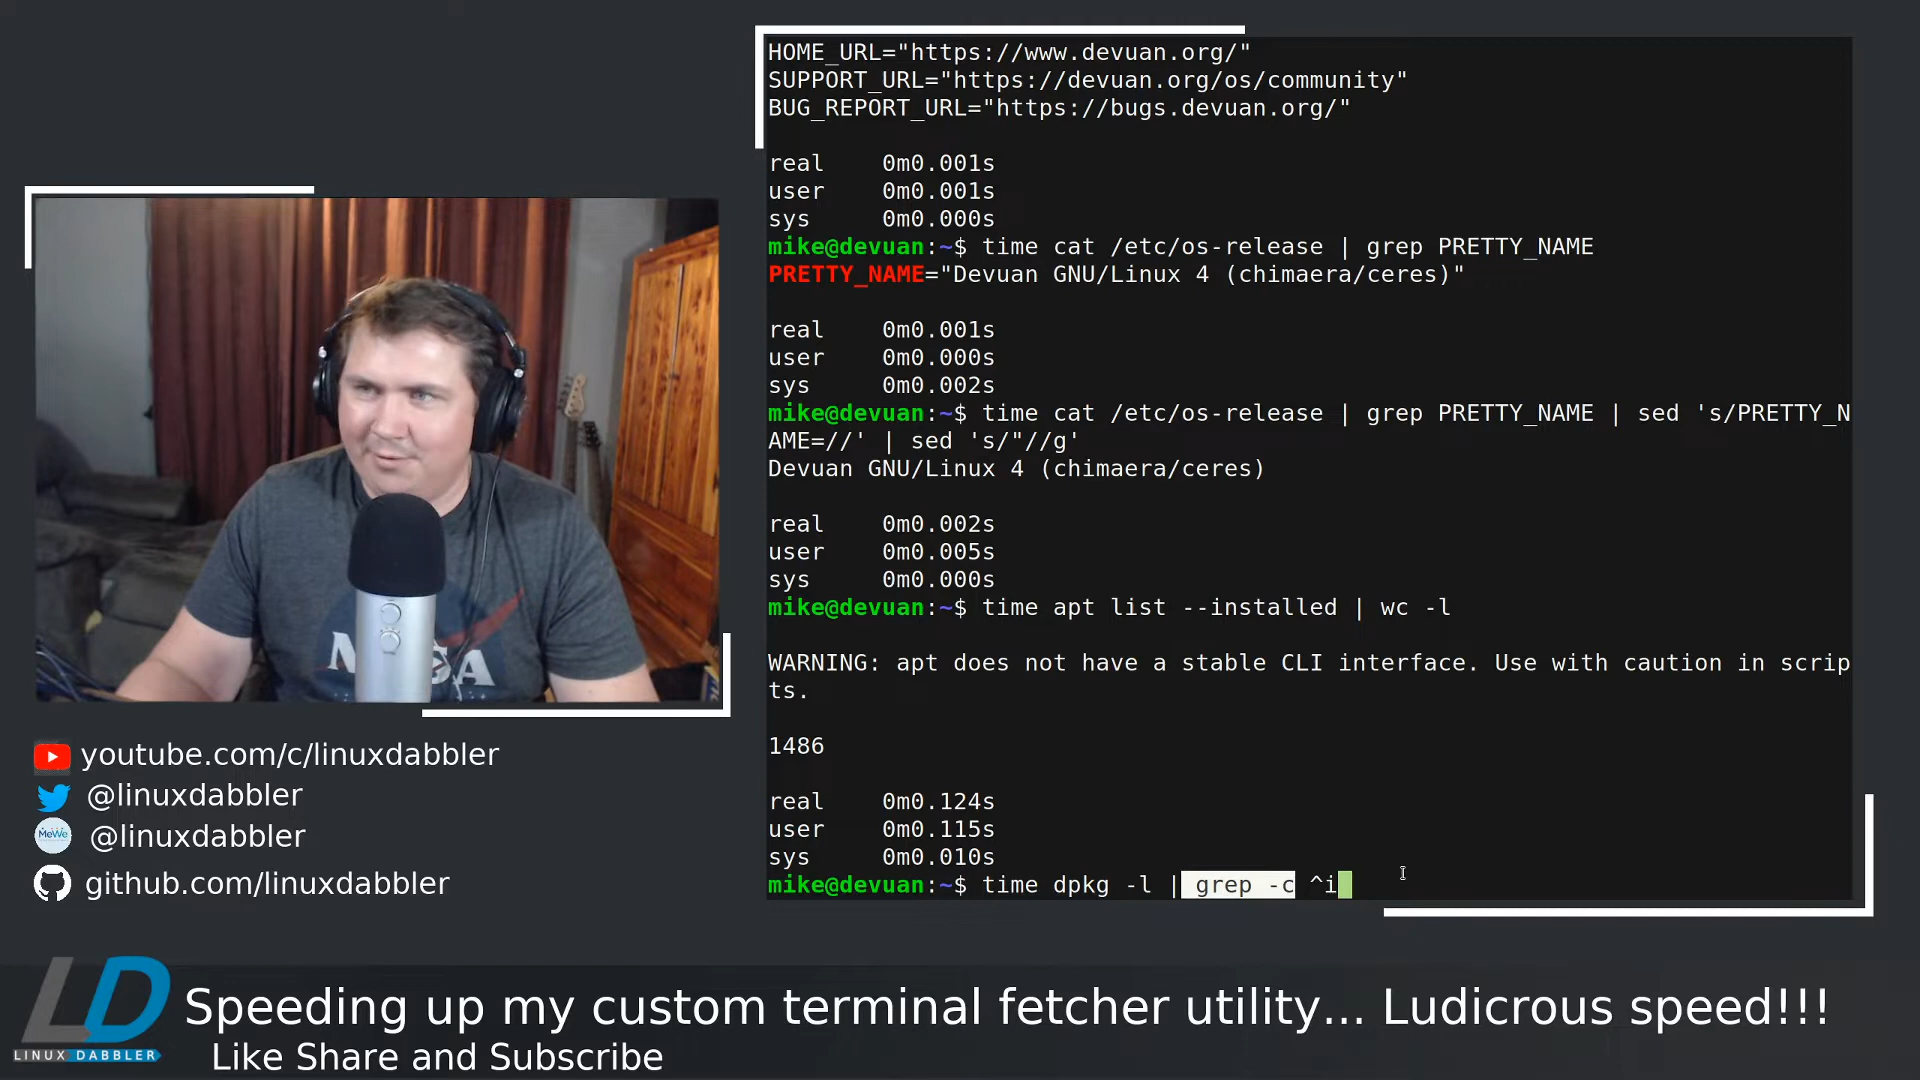 HOME_URL="https://www.devuan.org/"
SUPPORT_URL="https://devuan.org/os/community"
BUG_REPORT_URL="https://bugs.devuan.org/"
real 0m0.001s
user 0m0.001s
sys 0m0.000s
mike@devuan:~$ time cat /etc/os-release | grep PRETTY_NAME
PRETTY_NAME="Devuan GNU/Linux 4 (chimaera/ceres)"
real 0m0.001s
user 0m0.000s
sys 0m0.002s
mike@devuan:~$ time cat /etc/os-release | grep PRETTY_NAME | sed 's/PRETTY_N
AME=//' | sed 's/"//g'
Devuan GNU/Linux 4 (chimaera/ceres)
real 0m0.002s
user 0m0.005s
sys 0m0.000s
mike@devuan:~$ time apt list --installed | wc -l
WARNING: apt does not have a stable CLI interface. Use with caution in scrip
ts.
1486
real 0m0.124s
user 0m0.115s
sys 0m0.010s
mike@devuan:~$ time dpkg -l | grep -c ^i
NASA
youtube.com/c/linuxdabbler
@linuxdabbler
MeWe
@linuxdabbler
github.com/linuxdabbler
LD
LINUX DABBLER
Speeding up my custom terminal fetcher utility... Ludicrous speed!!!
Like Share and Subscribe